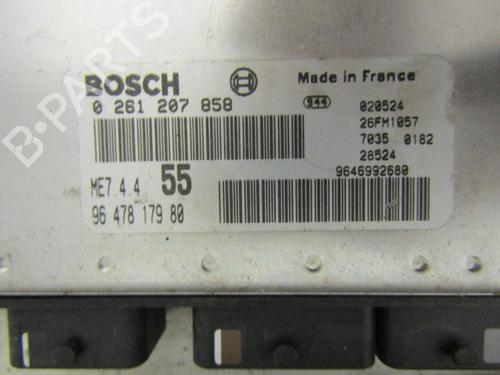 B-PARTS
BOSCH
Made in France
0 261 207 858
944
020524
26FM1057
7035 0182
28524
9646992680
ME7.4.4 55
96 478 179 80